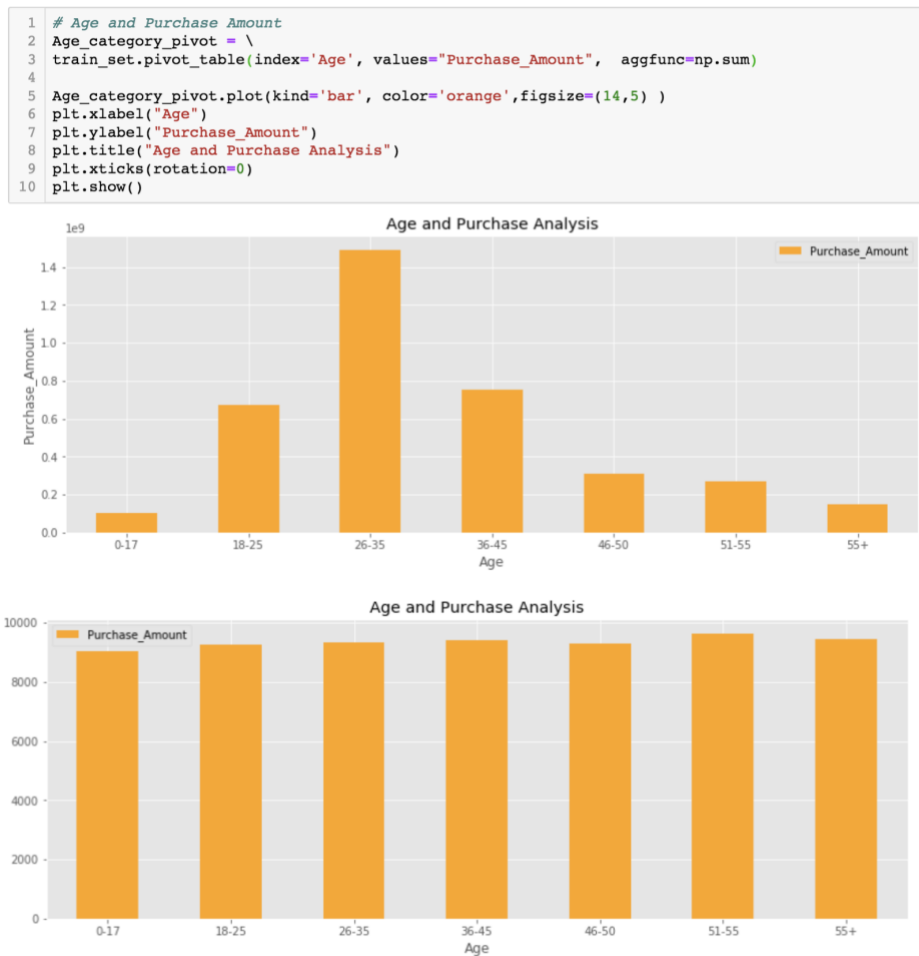 1 # Age and Purchase Amount
2 Age_category_pivot = \
3 train_set.pivot_table(index='Age', values="Purchase_Amount",  aggfunc=np.sum)
4
5 Age_category_pivot.plot(kind='bar', color='orange',figsize=(14,5) )
6 plt.xlabel("Age")
7 plt.ylabel("Purchase_Amount")
8 plt.title("Age and Purchase Analysis")
9 plt.xticks(rotation=0)
10 plt.show()
Age and Purchase Analysis
1e9
Purchase_Amount
1.4
1.2
1.0
0.8
0.6
0.4
0.2
0.0
Purchase_Amount
0-17 18-25 26-35 36-45 46-50 51-55 55+
Age
Age and Purchase Analysis
10000
Purchase_Amount
8000
6000
4000
2000
0
0-17 18-25 26-35 36-45 46-50 51-55 55+
Age